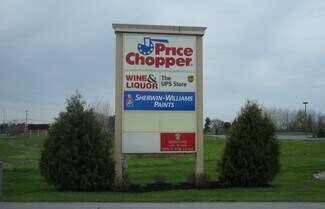 Price
Chopper
WINE&
LIQUOR
The
UPS Store
SHERWIN-WILLIAMS
PAINTS